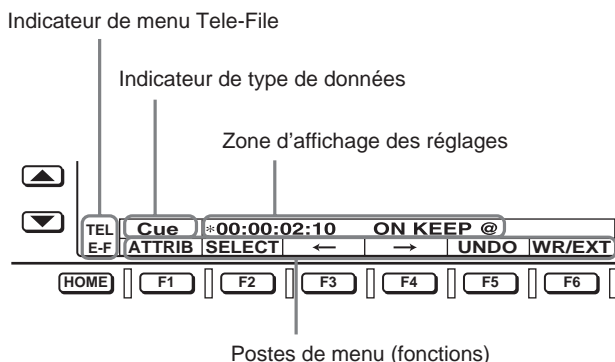 Indicateur de menu Tele-File
Indicateur de type de données
Zone d'affichage des réglages
TEL Cue *00:00:02:10 ON KEEP @
E-F ATTRIB SELECT ← → UNDO WR/EXT
HOME F1 F2 F3 F4 F5 F6
Postes de menu (fonctions)